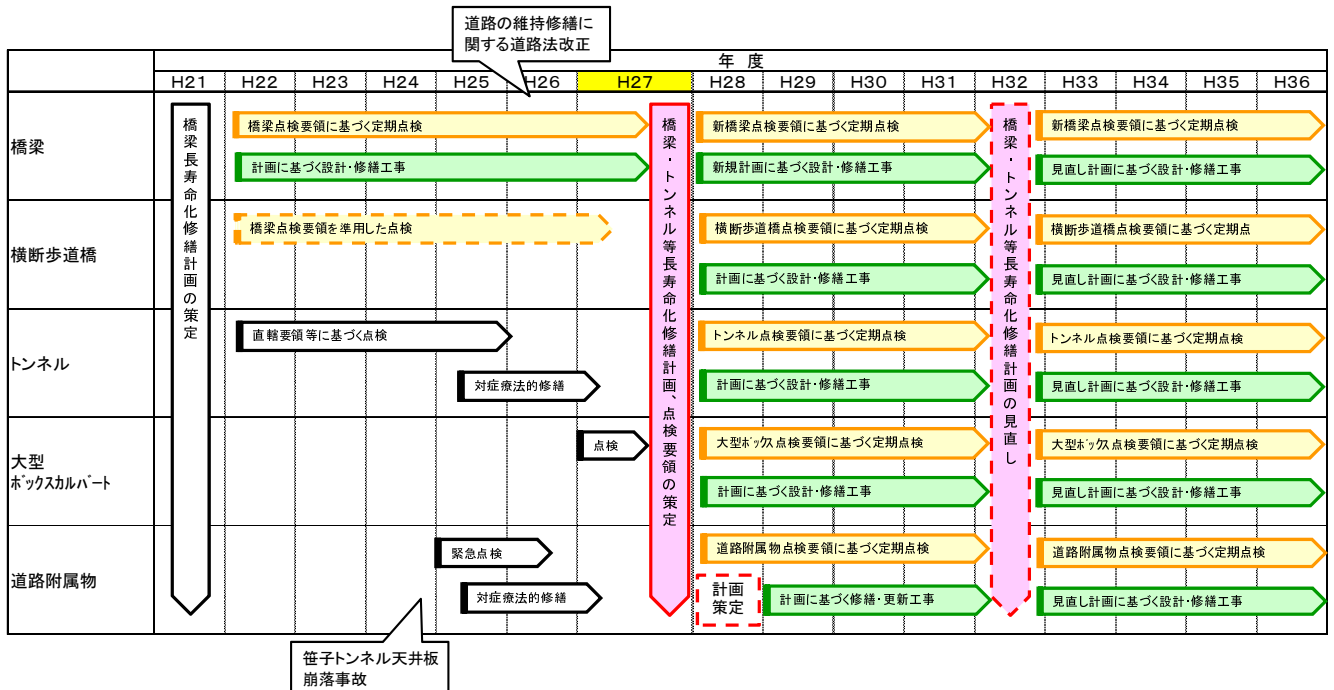 道路の維持修繕に
関する道路法改正
年 度
H21 H22 H23 H24 H25 H26 H27 H28 H29 H30 H31 H32 H33 H34 H35 H36
橋梁長寿命化修繕計画の策定
橋梁・トンネル等長寿命化修繕計画、点検要領の策定
橋梁・トンネル等長寿命化修繕計画の見直し
橋梁
橋梁点検要領に基づく定期点検
新橋梁点検要領に基づく定期点検
新橋梁点検要領に基づく定期点検
計画に基づく設計・修繕工事
新規計画に基づく設計・修繕工事
見直し計画に基づく設計・修繕工事
横断歩道橋
橋梁点検要領を準用した点検
横断歩道橋点検要領に基づく定期点検
横断歩道橋点検要領に基づく定期点
計画に基づく設計・修繕工事
見直し計画に基づく設計・修繕工事
トンネル
直轄要領等に基づく点検
トンネル点検要領に基づく定期点検
トンネル点検要領に基づく定期点検
対症療法的修繕
計画に基づく設計・修繕工事
見直し計画に基づく設計・修繕工事
大型
ボックスカルバート
点検
大型ボックス点検要領に基づく定期点検
大型ボックス点検要領に基づく定期点検
計画に基づく設計・修繕工事
見直し計画に基づく設計・修繕工事
道路附属物
緊急点検
道路附属物点検要領に基づく定期点検
道路附属物点検要領に基づく定期点検
対症療法的修繕
計画
策定
計画に基づく修繕・更新工事
見直し計画に基づく設計・修繕工事
笹子トンネル天井板
崩落事故